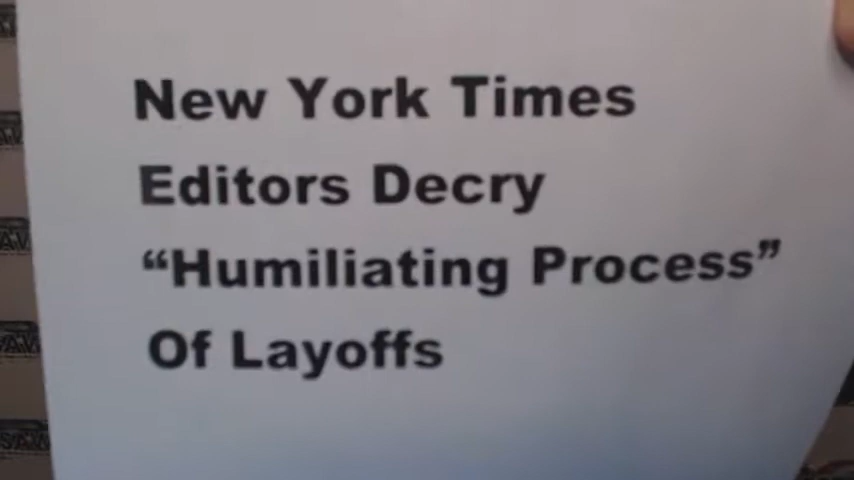 New York Times
Editors Decry
“Humiliating Process”
Of Layoffs